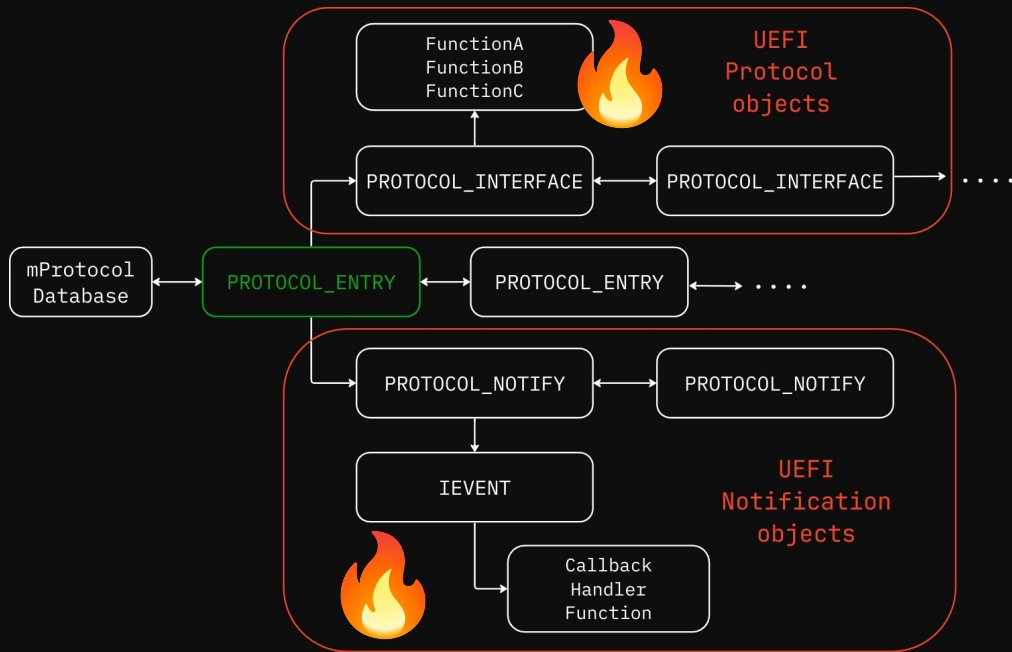 FunctionA
FunctionB
FunctionC
UEFI
Protocol
objects
PROTOCOL_INTERFACE
PROTOCOL_INTERFACE
....
mProtocol
Database
PROTOCOL_ENTRY
PROTOCOL_ENTRY
....
PROTOCOL_NOTIFY
PROTOCOL_NOTIFY
IEVENT
UEFI
Notification
objects
Callback
Handler
Function